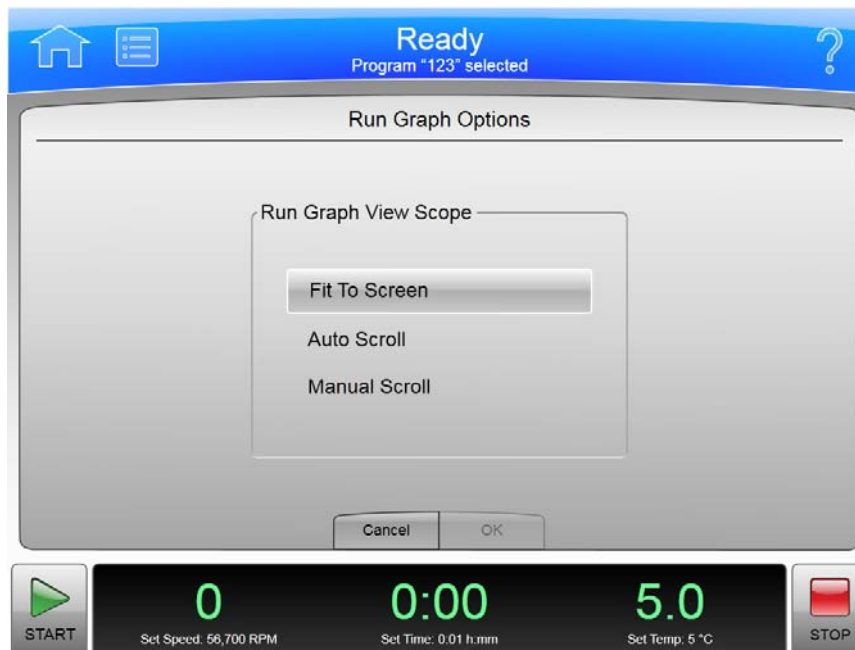 Ready
Program “123” selected
Run Graph Options
Run Graph View Scope
Fit To Screen
Auto Scroll
Manual Scroll
Cancel OK
START
0 0:00 5.0
Set Speed: 56,700 RPM Set Time: 0:01 h:mm Set Temp: 5 °C
STOP